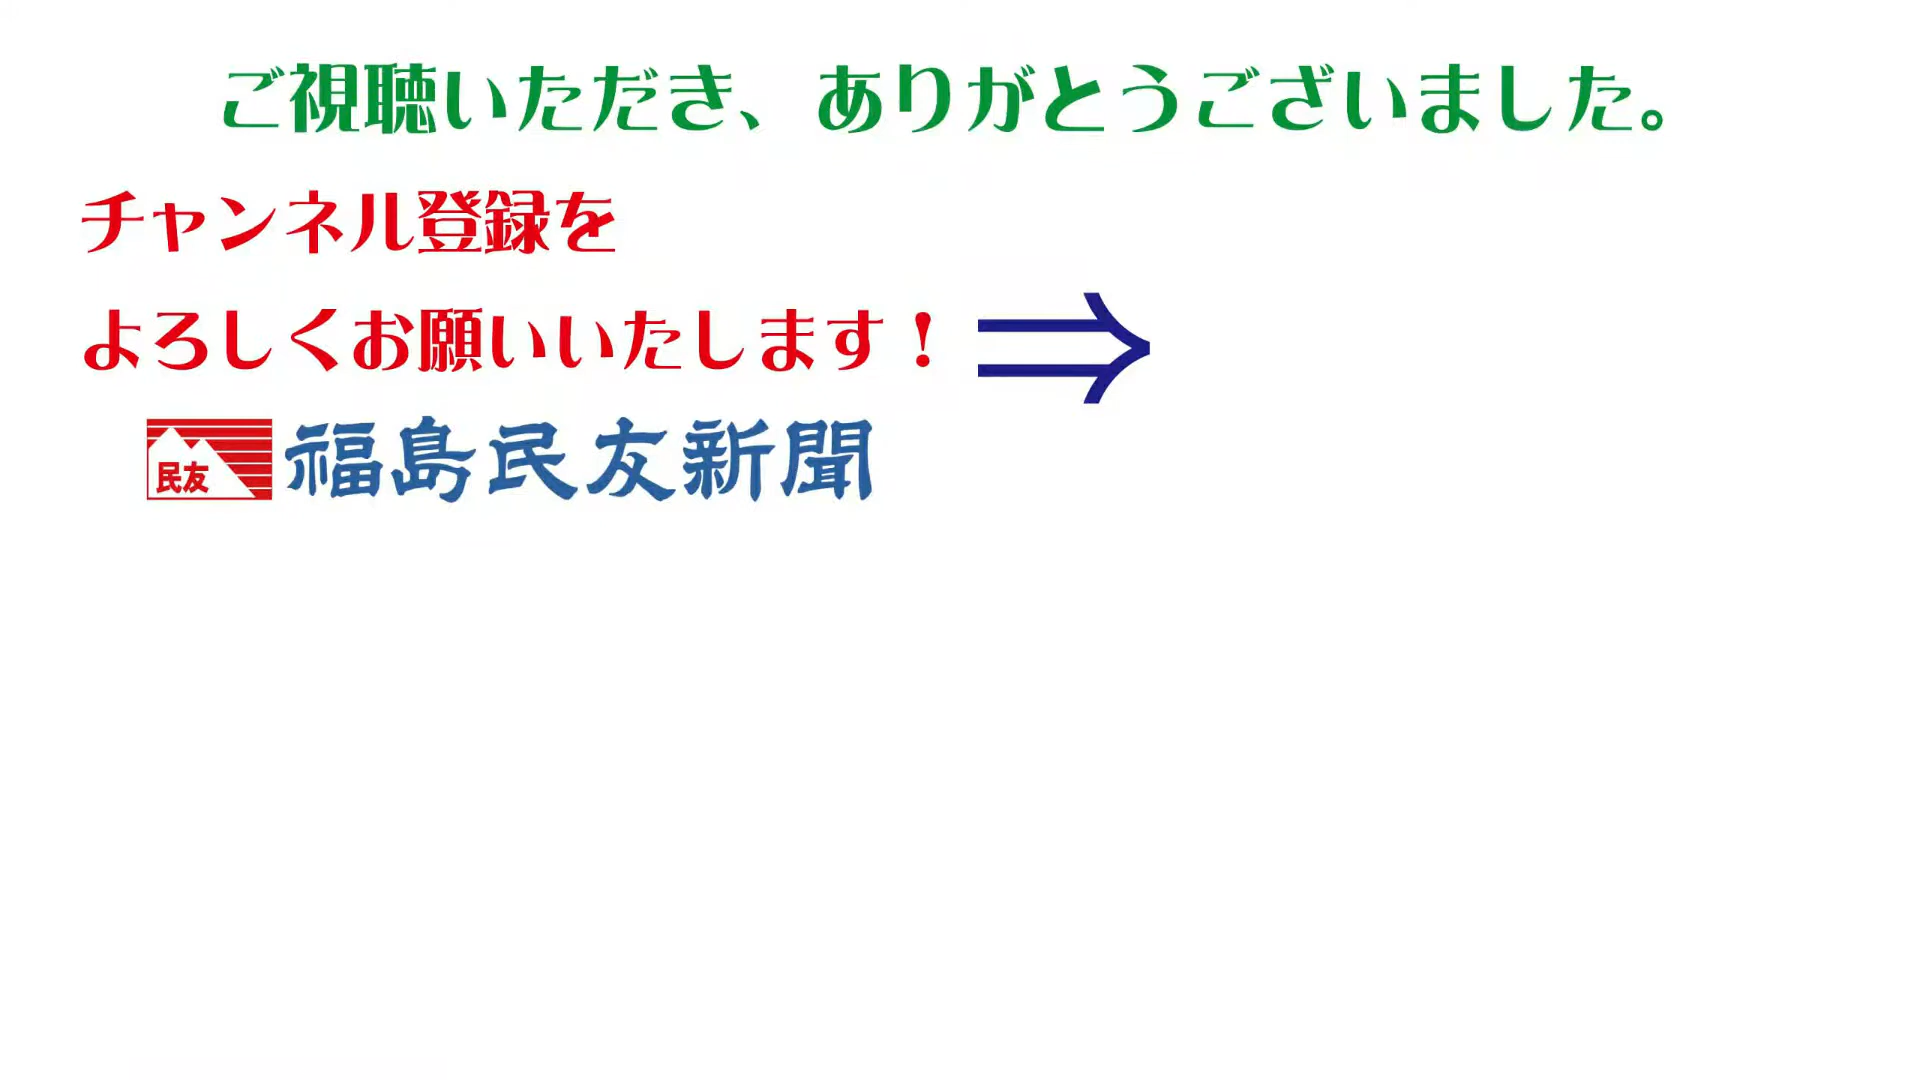 ご視聴いただき、ありがとうございました。
チャンネル登録を
よろしくお願いいたします！⇒
民友 福島民友新聞